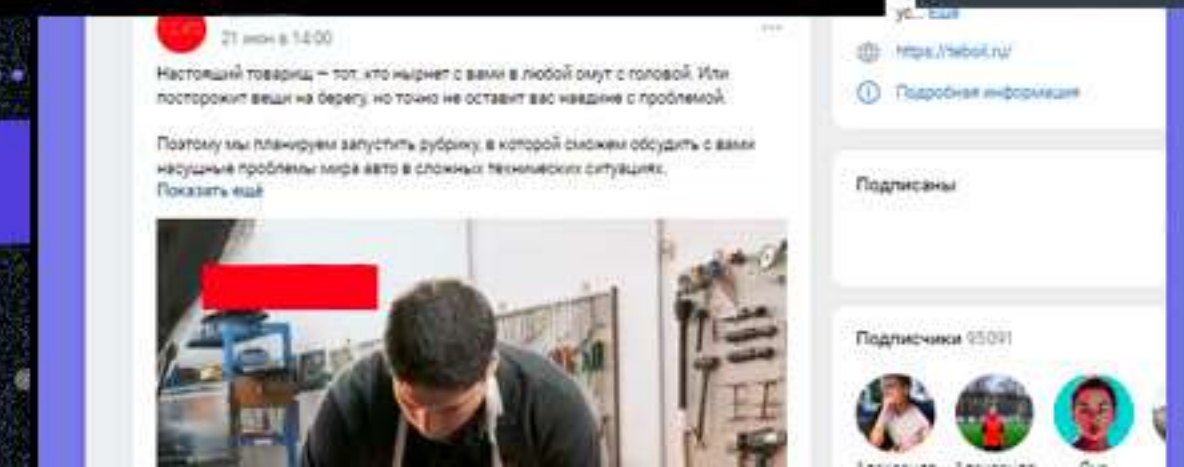 21 июн в 14:00
Настоящий товарищ – тот, кто нырнет с вами в любой омут с головой. Или
посторожит вещи на берегу, но точно не оставит вас наедине с проблемой.
Поэтому мы планируем запустить рубрику, в которой сможем обсудить с вами
насущные проблемы мира авто в сложных технических ситуациях.
Показать ещё
ус... Ещё
https://teboil.ru/
Подробная информация
Подписаны
Подписчики 95091